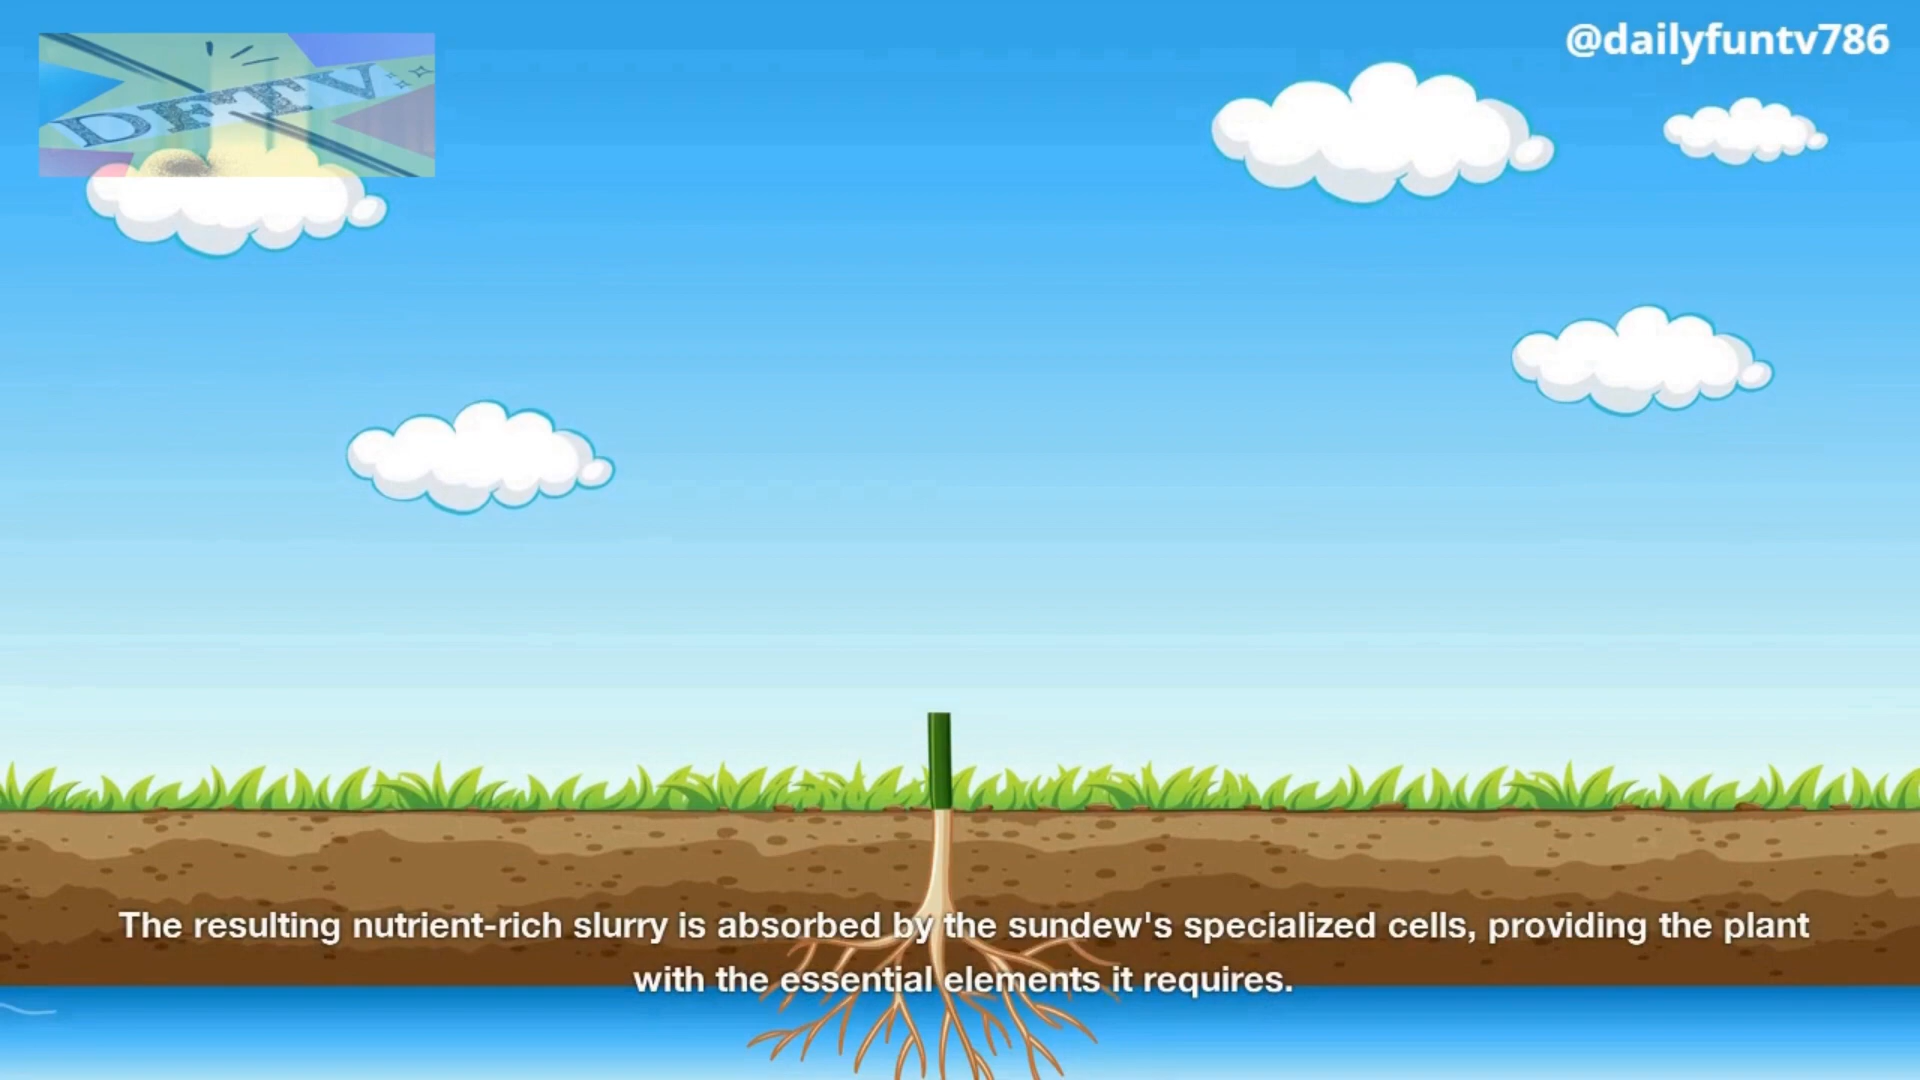 @dailyfuntv786
DFTV
The resulting nutrient-rich slurry is absorbed by the sundew's specialized cells, providing the plant
with the essential elements it requires.